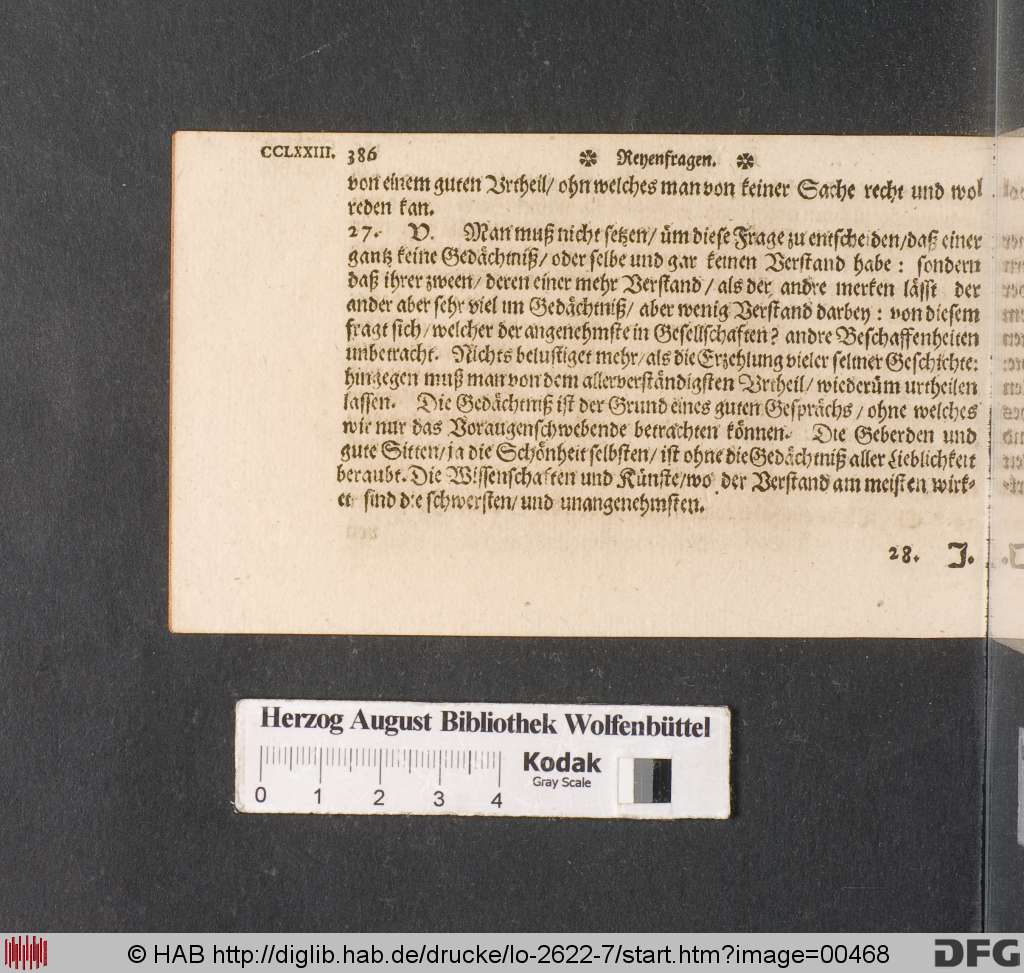 CCLXXIII. 386 ✼ Reyenfragen. ✼
von einem guten Vrtheil/ ohn welches man von keiner Sache recht und wol
reden kan.
27. V. Man muß nicht setzen/ üm diese Frage zu entscheiden/daß einer
gantz keine Gedächtniß/ oder selbe und gar keinen Verstand habe: sondern
daß ihrer zween/ deren einer mehr Verstand/ als der andre merken lässt der
ander aber sehr viel im Gedächtniß/ aber wenig Verstand darbey: von diesem
fragt sich/welcher der angenehmste in Gesellschaften? andre Beschaffenheiten
unbetracht. Nichts belustiget mehr/als die Erzehlung vieler seltner Geschichte:
hingegen muß man von dem allerverständigsten Vrtheil/ wiederüm urtheilen
lassen. Die Gedächtniß ist der Grund eines guten Gesprächs/ ohne welches
wir nur das Voraugenschwebende betrachten können. Die Geberden und
gute Sitten/ja die Schönheit selbsten/ ist ohne die Gedächtniß aller Lieblichkeit
beraubt. Die Wissenschaften und Künste/wo der Verstand am meisten wirk-
et sind die schwersten/ und unangenehmsten.
28. J.
Herzog August Bibliothek Wolfenbüttel
Kodak
Gray Scale
0 1 2 3 4
© HAB http://diglib.hab.de/drucke/lo-2622-7/start.htm?image=00468
DFG